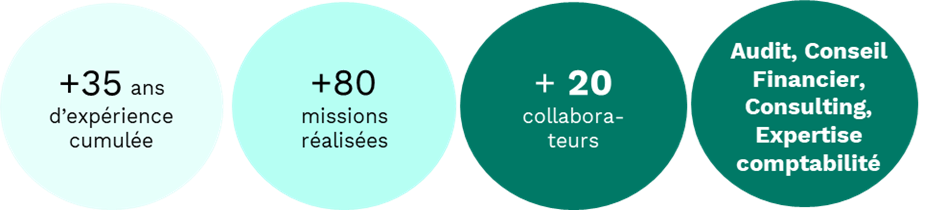 +35 ans
d'expérience
cumulée
+80
missions
réalisées
+ 20
collabora-
teurs
Audit, Conseil
Financier,
Consulting,
Expertise
comptabilité